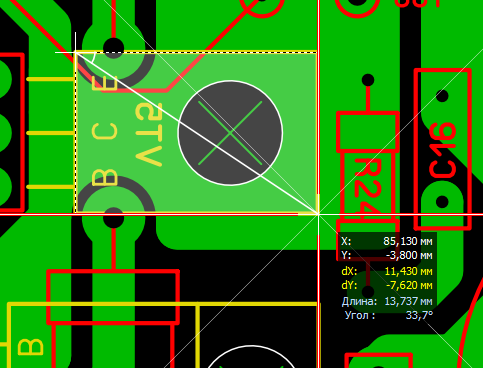 E
C
B
VT5
R24
C16
X: 85,130 мм
Y: -3,800 мм
dX: 11,430 мм
dY: -7,620 мм
Длина: 13,737 мм
Угол : 33,7°
B